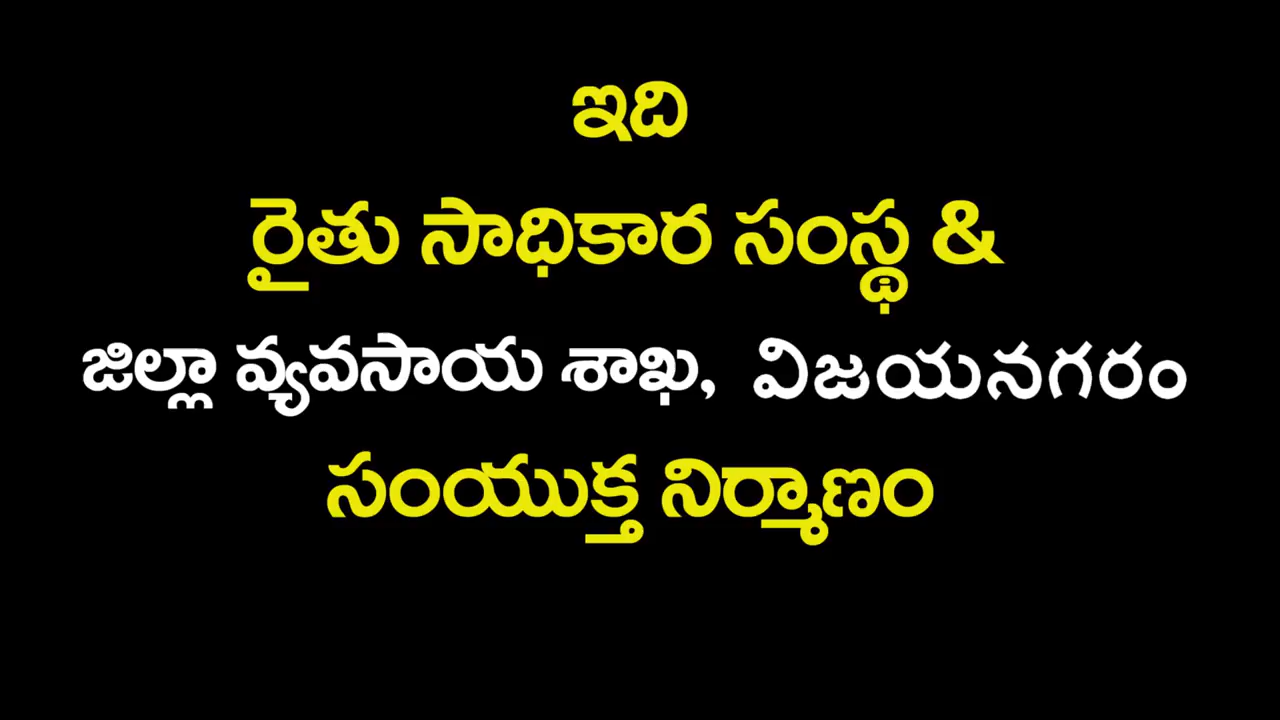 ఇది
రైతు సాధికార సంస్థ &
జిల్లా వ్యవసాయ శాఖ, విజయనగరం
సంయుక్త నిర్మాణం